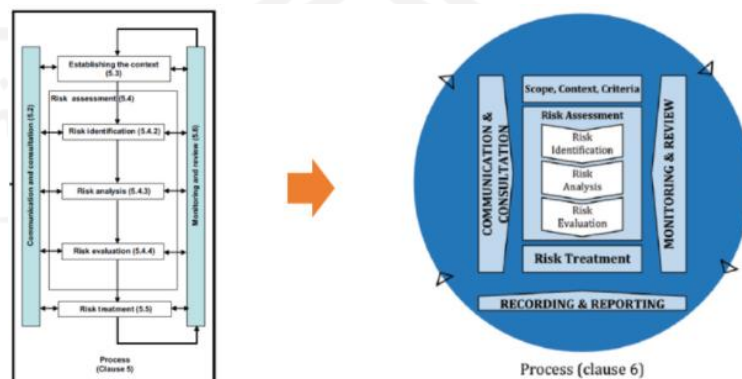 Establishing the context
(5.3)
Risk assessment (5.4)
Risk identification (5.4.2)
Risk analysis (5.4.3)
Risk evaluation (5.4.4)
Risk treatment (5.5)
Communication and consultation (5.2)
Monitoring and review (5.6)
Process
(Clause 5)
Scope, Context, Criteria
Risk Assessment
Risk
Identification
Risk
Analysis
Risk
Evaluation
Risk Treatment
COMMUNICATION &
CONSULTATION
MONITORING & REVIEW
RECORDING & REPORTING
Process (clause 6)